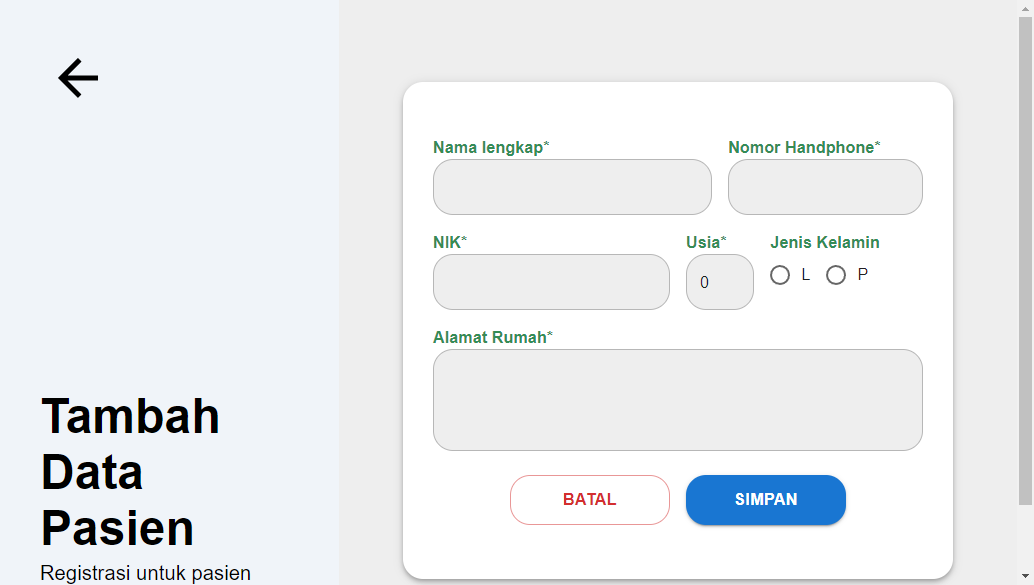 Tambah
Data
Pasien
Registrasi untuk pasien
Nama lengkap*
Nomor Handphone*
NIK*
Usia*
Jenis Kelamin
0
L
P
Alamat Rumah*
BATAL
SIMPAN